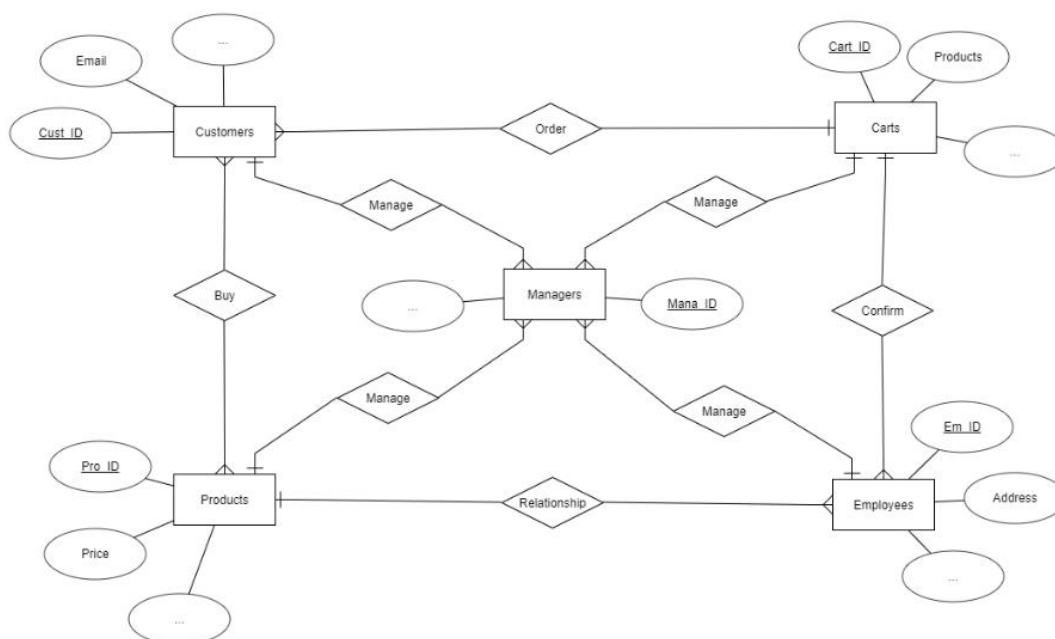 ...
Email
Cart_ID
Products
Cust_ID
Customers
Order
Carts
...
Manage
Manage
Buy
...
Managers
Mana_ID
Confirm
Manage
Manage
Em_ID
Pro_ID
Products
Relationship
Employees
Address
Price
...
...